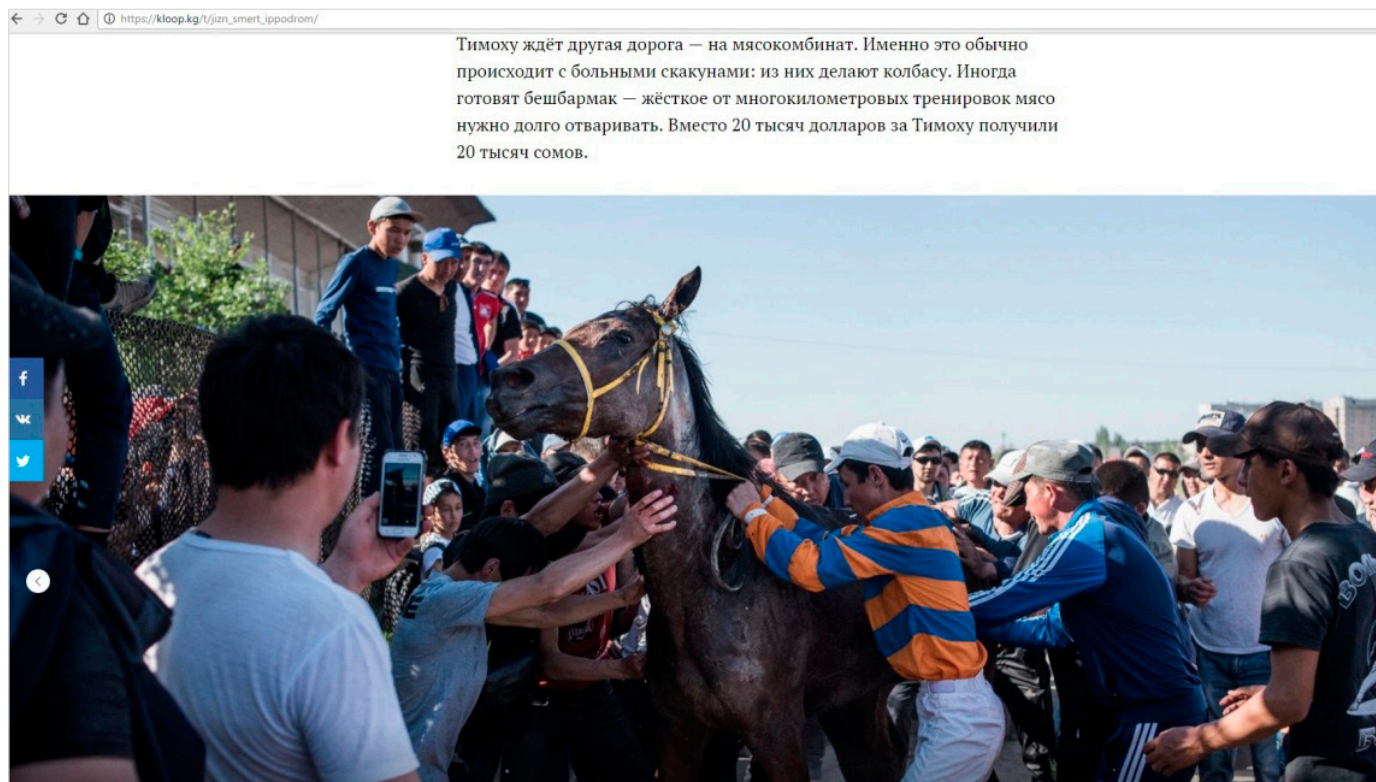 https://kloop.kg/t/jizn_smert_ippodrom/
Тимоху ждёт другая дорога — на мясокомбинат. Именно это обычно
происходит с больными скакунами: из них делают колбасу. Иногда
готовят бешбармак — жёсткое от многокилометровых тренировок мясо
нужно долго отваривать. Вместо 20 тысяч долларов за Тимоху получили
20 тысяч сомов.